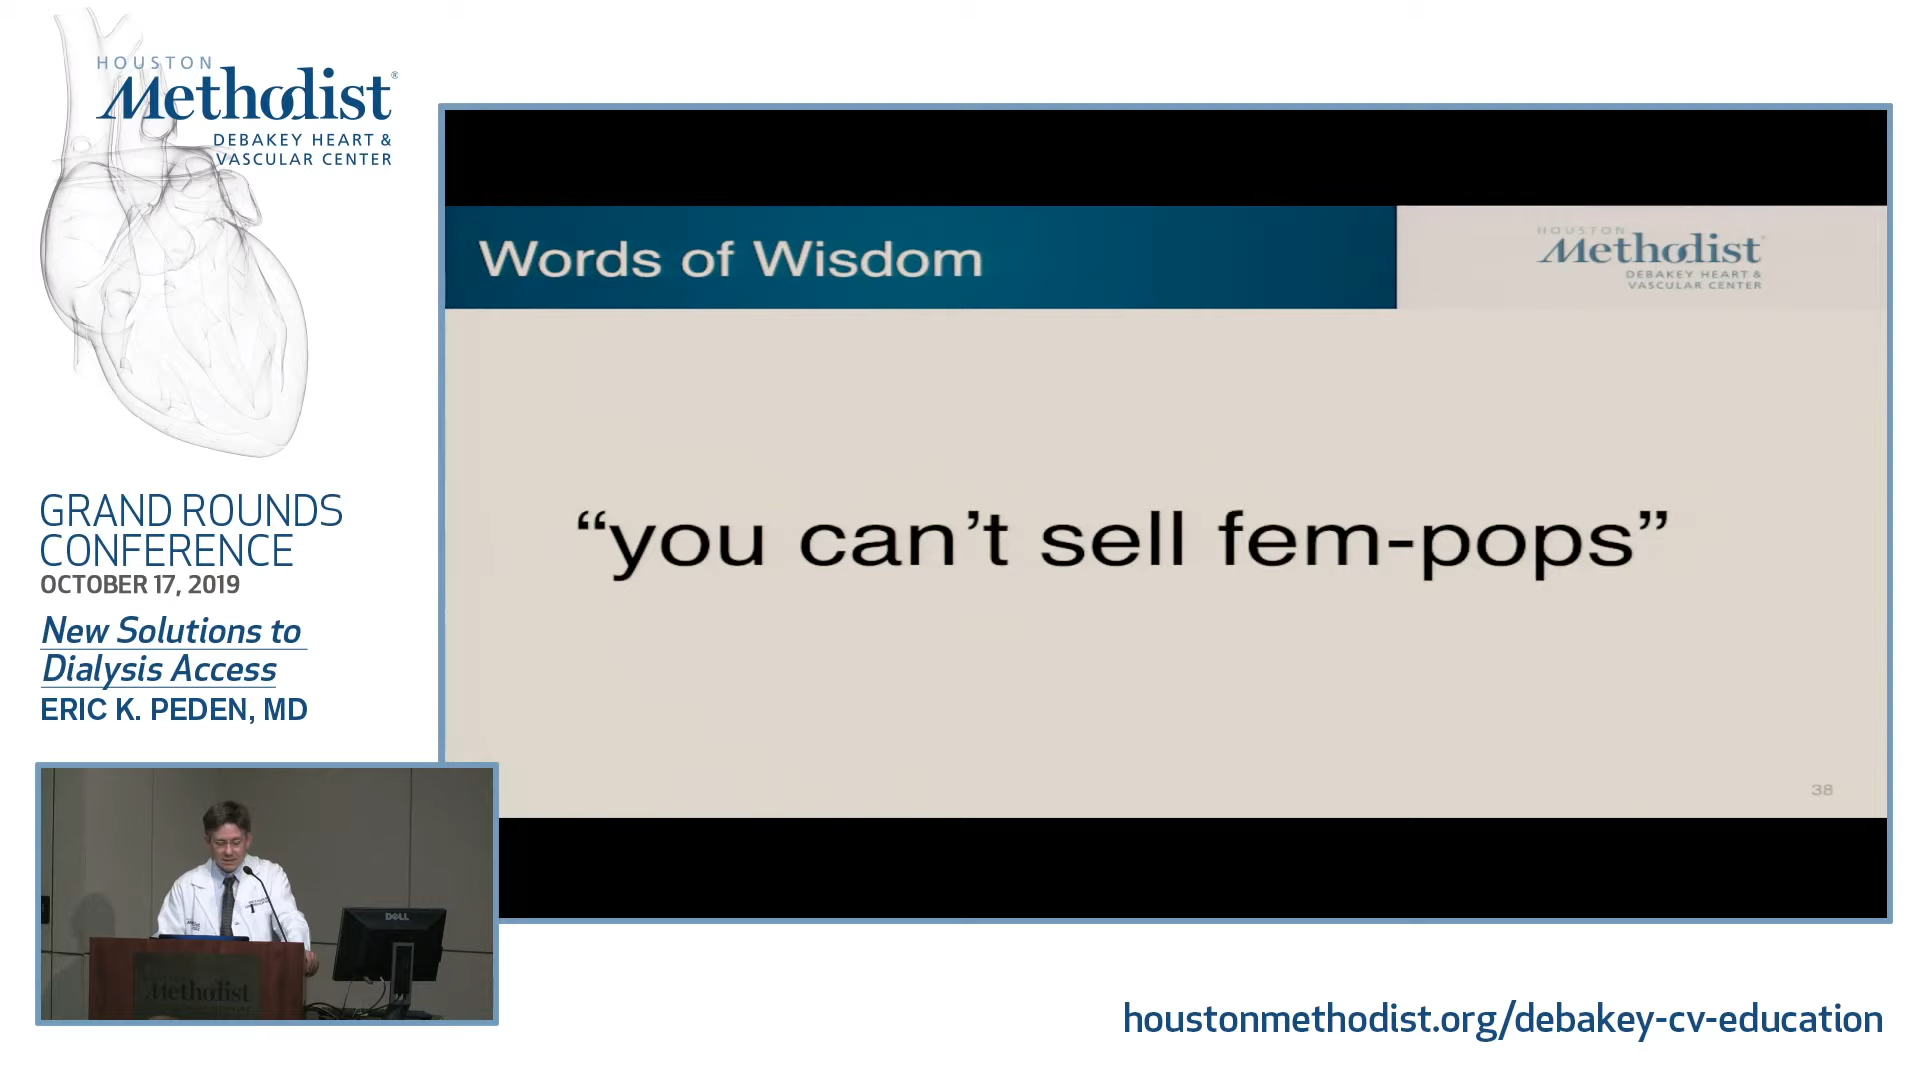 HOUSTON
Methodist®
DEBAKEY HEART &
VASCULAR CENTER
GRAND ROUNDS
CONFERENCE
OCTOBER 17, 2019
New Solutions to
Dialysis Access
ERIC K. PEDEN, MD
Words of Wisdom
HOUSTON
Methodist
DEBAKEY HEART &
VASCULAR CENTER
“you can’t sell fem-pops”
38
DELL
Methodist
houstonmethodist.org/debakey-cv-education